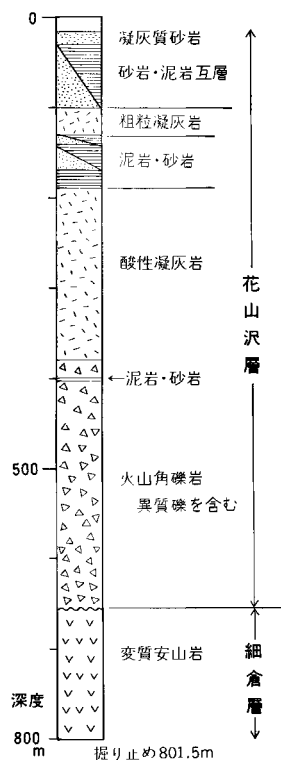 0
凝灰質砂岩
砂岩・泥岩互層
粗粒凝灰岩
泥岩・砂岩
酸性凝灰岩
花山沢層
←泥岩・砂岩
500
火山角礫岩
異質礫を含む
変質安山岩
細倉層
深度
800
m
掘り止め801.5m